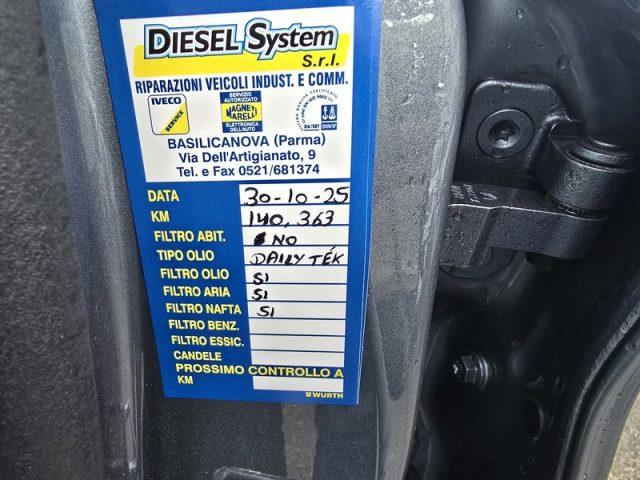 DIESEL System
S.r.l.
RIPARAZIONI VEICOLI INDUST. E COMM.
IVECO
SERVICE
SERVIZIO
AUTORIZZATO
MAGNETI
MARELLI
ELETTRONICA
DELL'AUTO
BASILICANOVA (Parma)
Via Dell'Artigianato, 9
Tel. e Fax 0521/681374
DATA 30-10-25
KM 140,363
FILTRO ABIT. NO
TIPO OLIO DAILY TÉK
FILTRO OLIO SI
FILTRO ARIA SI
FILTRO NAFTA SI
FILTRO BENZ.
FILTRO ESSIC.
CANDELE
PROSSIMO CONTROLLO A
KM
WÜRTH